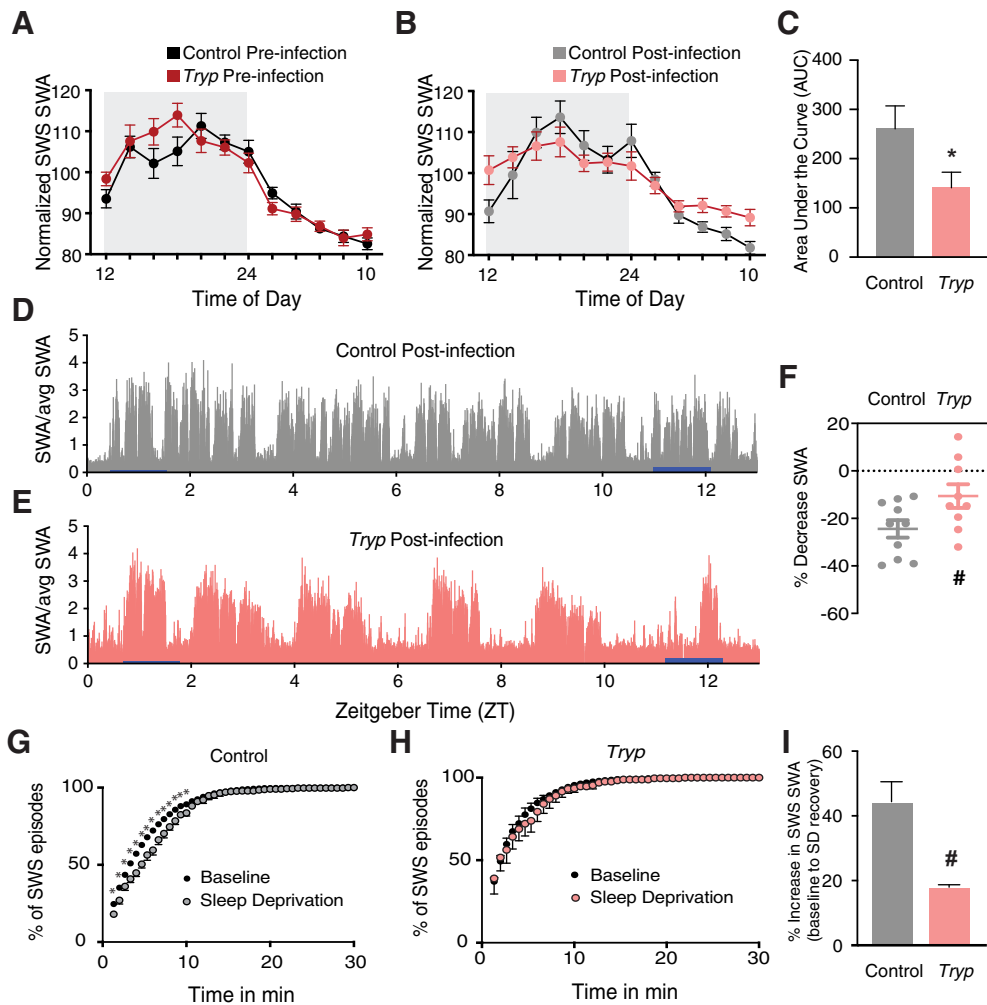 A
Control Pre-infection
Tryp Pre-infection
Normalized SWS SWA
120
110
100
90
80
12
24
10
Time of Day
B
Control Post-infection
Tryp Post-infection
Normalized SWS SWA
120
110
100
90
80
12
24
10
Time of Day
C
Area Under the Curve (AUC)
400
300
200
100
0
*
Control
Tryp
D
Control Post-infection
SWA/avg SWA
5
4
3
2
1
0
0
2
4
6
8
10
12
E
Tryp Post-infection
SWA/avg SWA
5
4
3
2
1
0
0
2
4
6
8
10
12
Zeitgeber Time (ZT)
F
Control
Tryp
% Decrease SWA
20
0
-20
-40
-60
#
G
Control
% of SWS episodes
100
50
0
* * * * * * * * * * * *
Baseline
Sleep Deprivation
0
10
20
30
Time in min
H
Tryp
% of SWS episodes
100
50
0
Baseline
Sleep Deprivation
0
10
20
30
Time in min
I
% Increase in SWS SWA
(baseline to SD recovery)
60
40
20
0
#
Control
Tryp